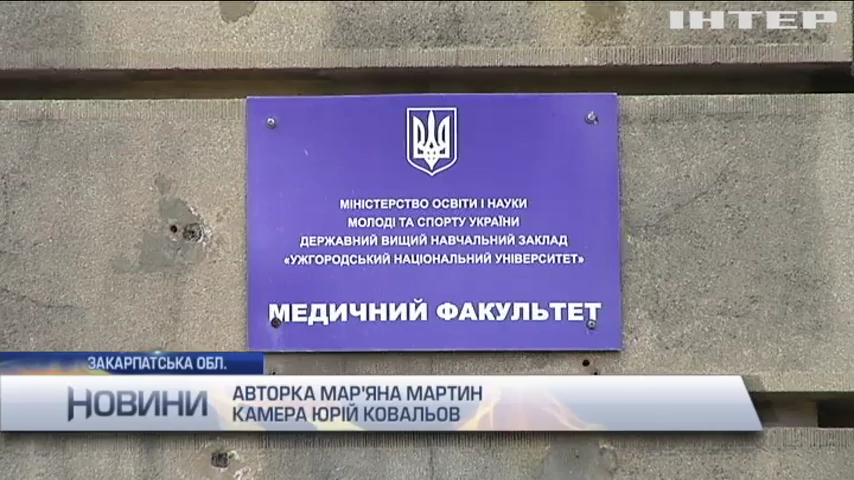 ІНТЕР
МІНІСТЕРСТВО ОСВІТИ І НАУКИ
МОЛОДІ ТА СПОРТУ УКРАЇНИ
ДЕРЖАВНИЙ ВИЩИЙ НАВЧАЛЬНИЙ ЗАКЛАД
«УЖГОРОДСЬКИЙ НАЦІОНАЛЬНИЙ УНІВЕРСИТЕТ»
МЕДИЧНИЙ ФАКУЛЬТЕТ
ЗАКАРПАТСЬКА ОБЛ.
НОВИНИ
АВТОРКА МАР'ЯНА МАРТИН
КАМЕРА ЮРІЙ КОВАЛЬОВ